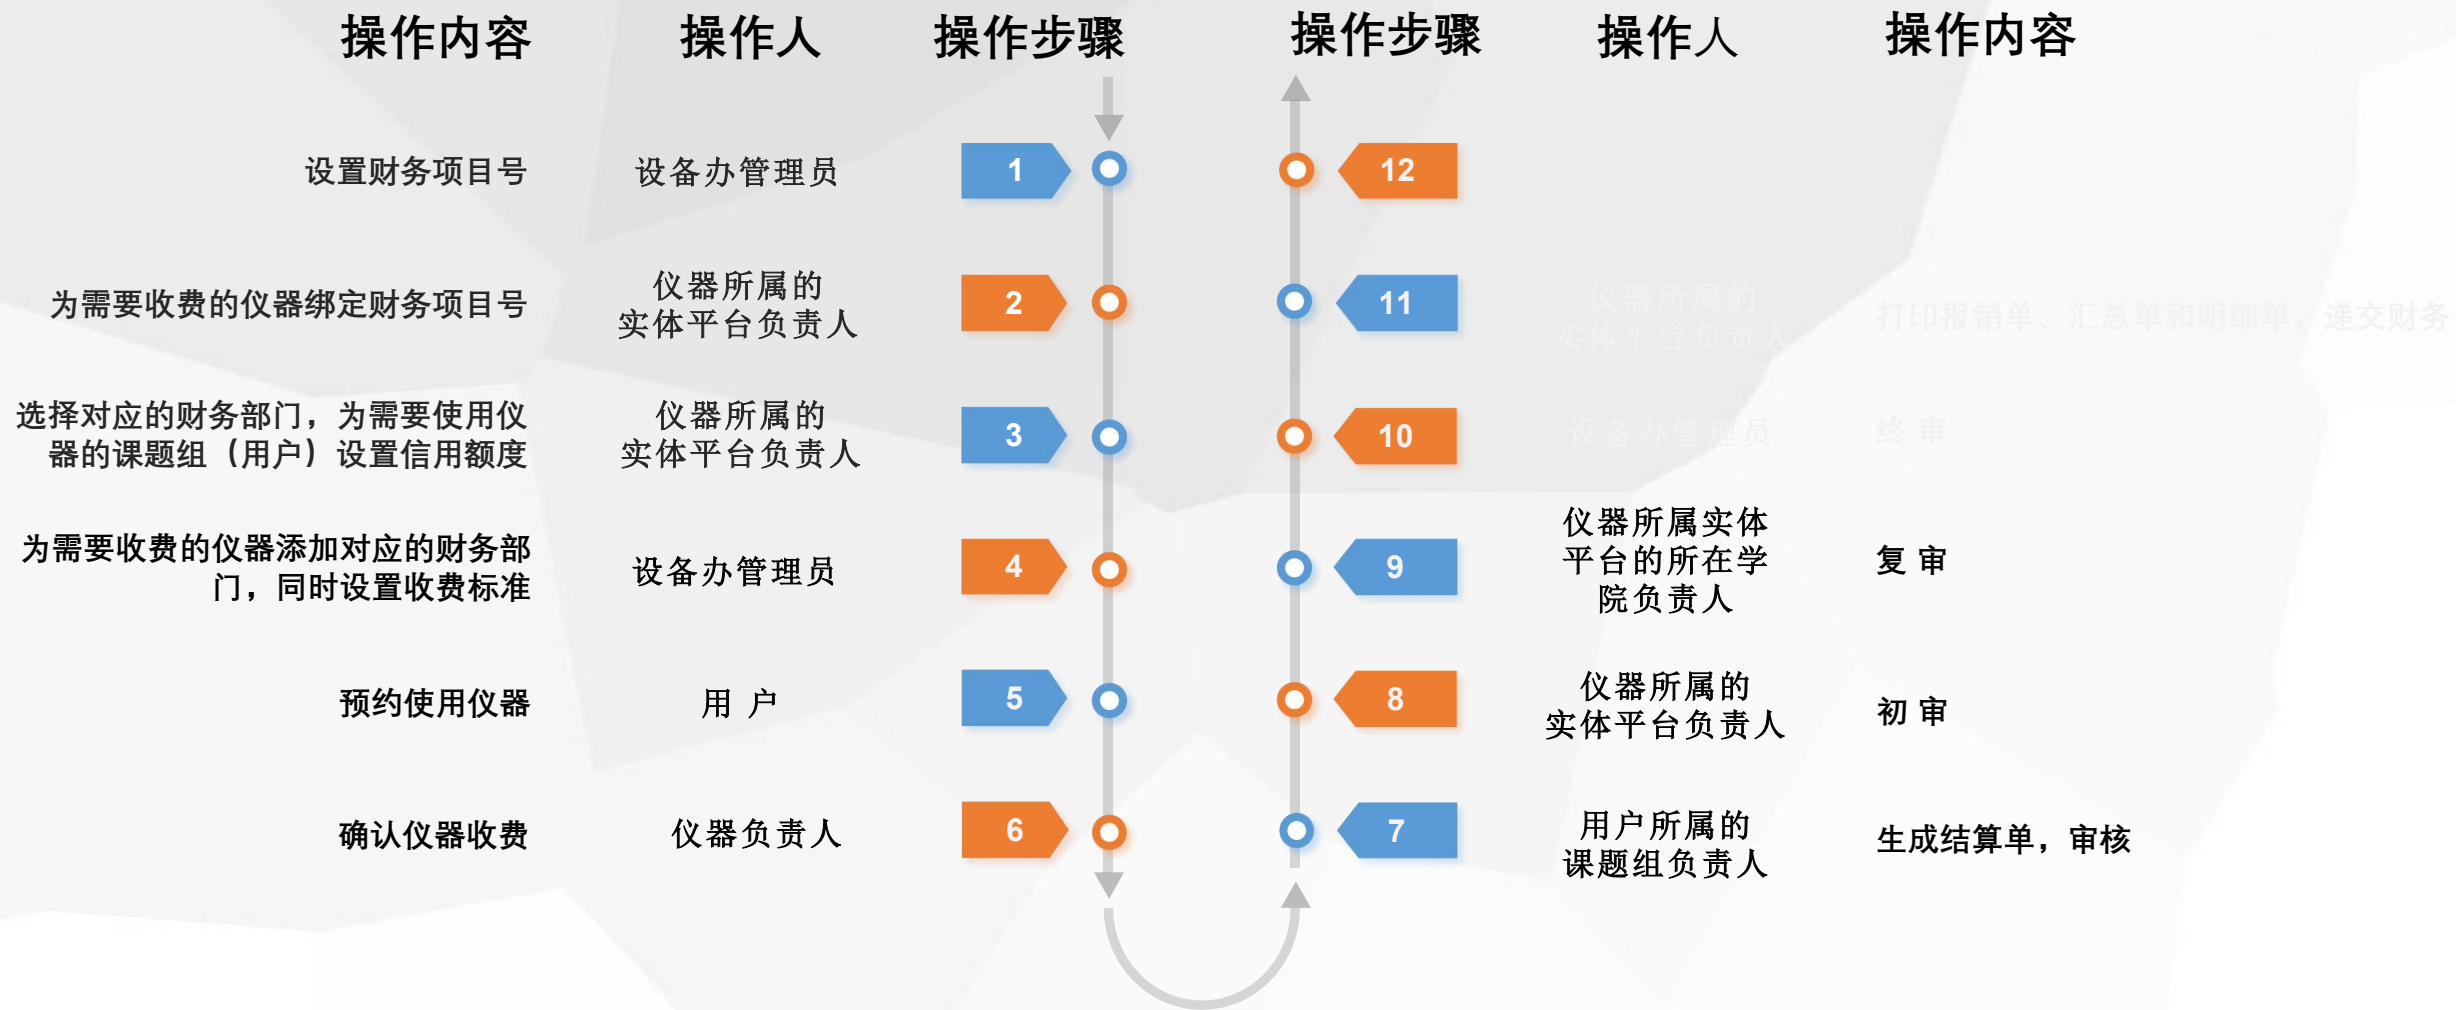 操作内容 操作人 操作步骤 操作步骤 操作人 操作内容
设置财务项目号 设备办管理员 1 12
为需要收费的仪器绑定财务项目号
仪器所属的
实体平台负责人
2
11
仪器所属的
实体平台负责人
打印报销单、汇总单和明细单，递交财务
选择对应的财务部门，为需要使用仪
器的课题组（用户）设置信用额度
仪器所属的
实体平台负责人
3
10
设备办管理员
终 审
为需要收费的仪器添加对应的财务部
门，同时设置收费标准
设备办管理员
4
9
仪器所属实体
平台的所在学
院负责人
复 审
预约使用仪器
用 户
5
8
仪器所属的
实体平台负责人
初 审
确认仪器收费
仪器负责人
6
7
用户所属的
课题组负责人
生成结算单，审核